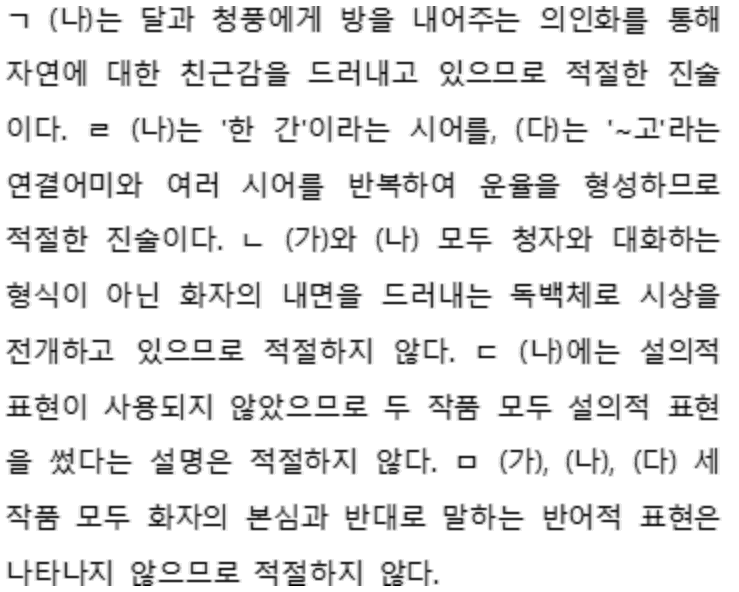 ㄱ (나)는 달과 청풍에게 방을 내어주는 의인화를 통해
자연에 대한 친근감을 드러내고 있으므로 적절한 진술
이다. ㄹ (나)는 '한 간'이라는 시어를, (다)는 '~고'라는
연결어미와 여러 시어를 반복하여 운율을 형성하므로
적절한 진술이다. ㄴ (가)와 (나) 모두 청자와 대화하는
형식이 아닌 화자의 내면을 드러내는 독백체로 시상을
전개하고 있으므로 적절하지 않다. ㄷ (나)에는 설의적
표현이 사용되지 않았으므로 두 작품 모두 설의적 표현
을 썼다는 설명은 적절하지 않다. ㅁ (가), (나), (다) 세
작품 모두 화자의 본심과 반대로 말하는 반어적 표현은
나타나지 않으므로 적절하지 않다.